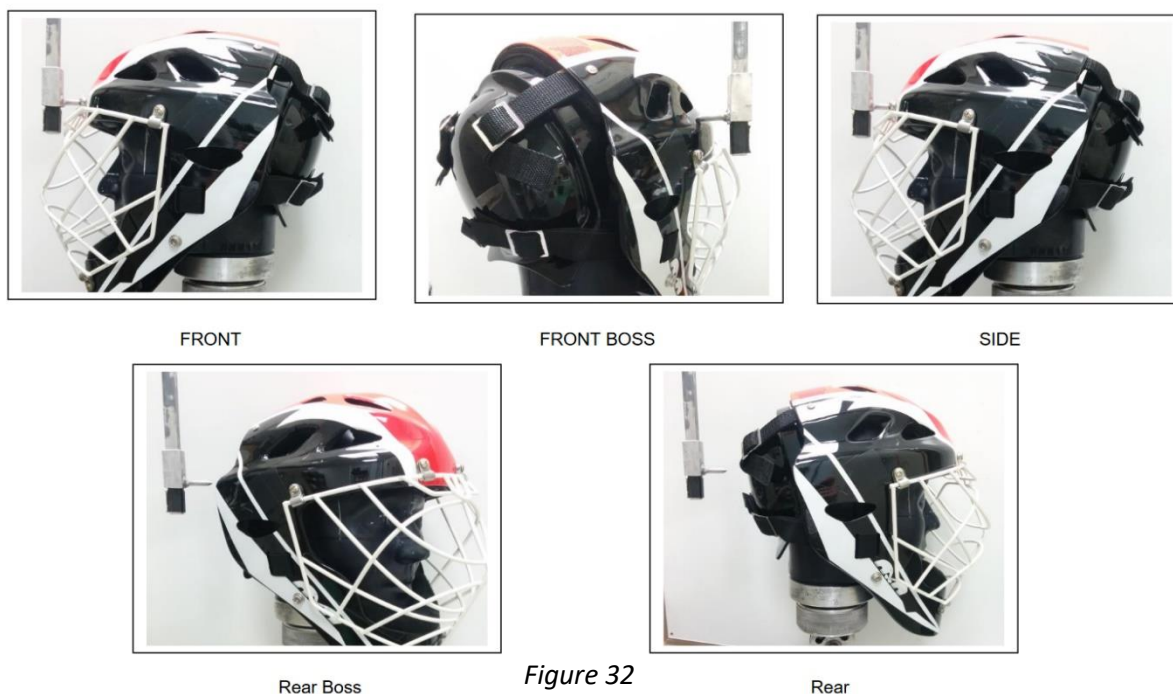 FRONT
FRONT BOSS
SIDE
Rear Boss
Figure 32
Rear